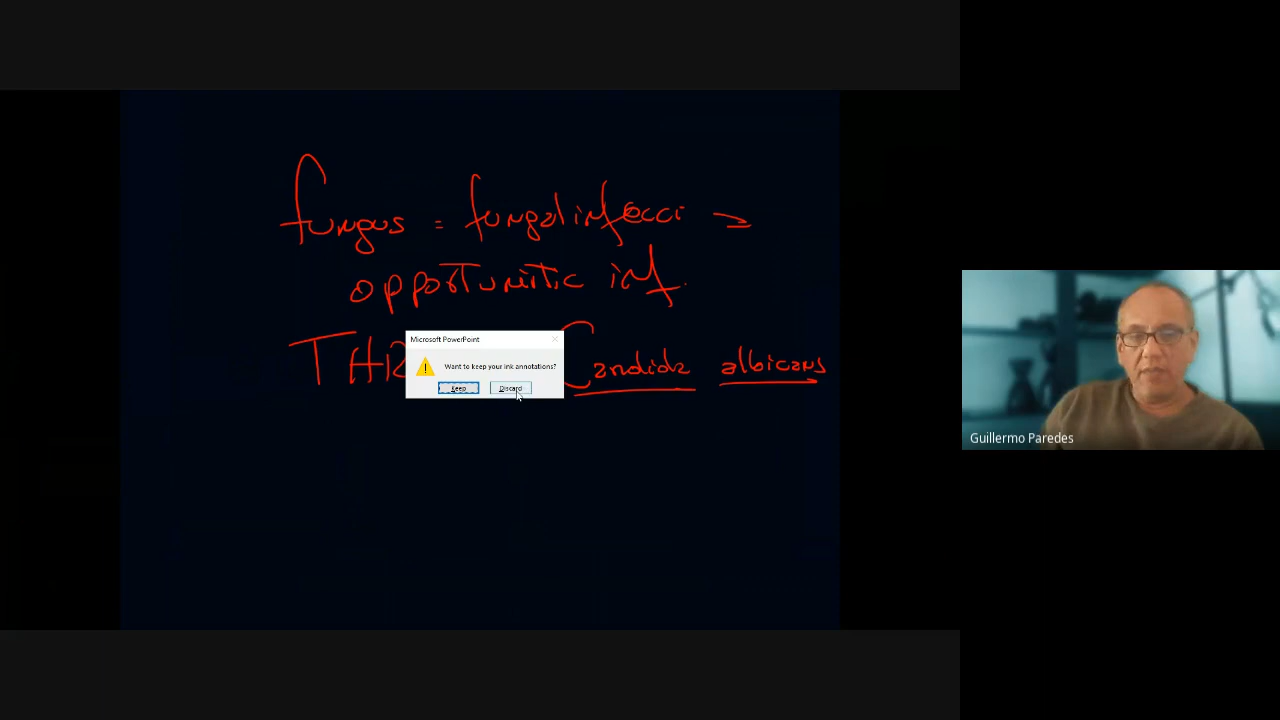 fungus = fungal infecci
opportunistic inf.
Candida albicans
Microsoft PowerPoint
Want to keep your ink annotations?
Keep Discard
Guillermo Paredes